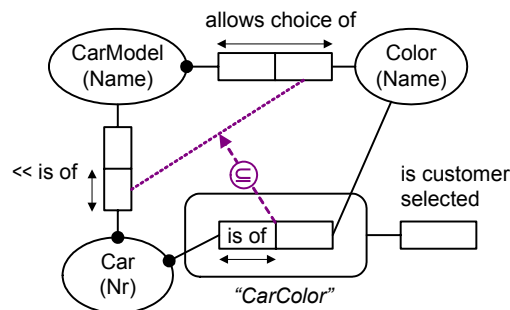 allows choice of
CarModel
(Name)
Color
(Name)
<< is of
⊆
is customer
selected
is of
Car
(Nr)
“CarColor”